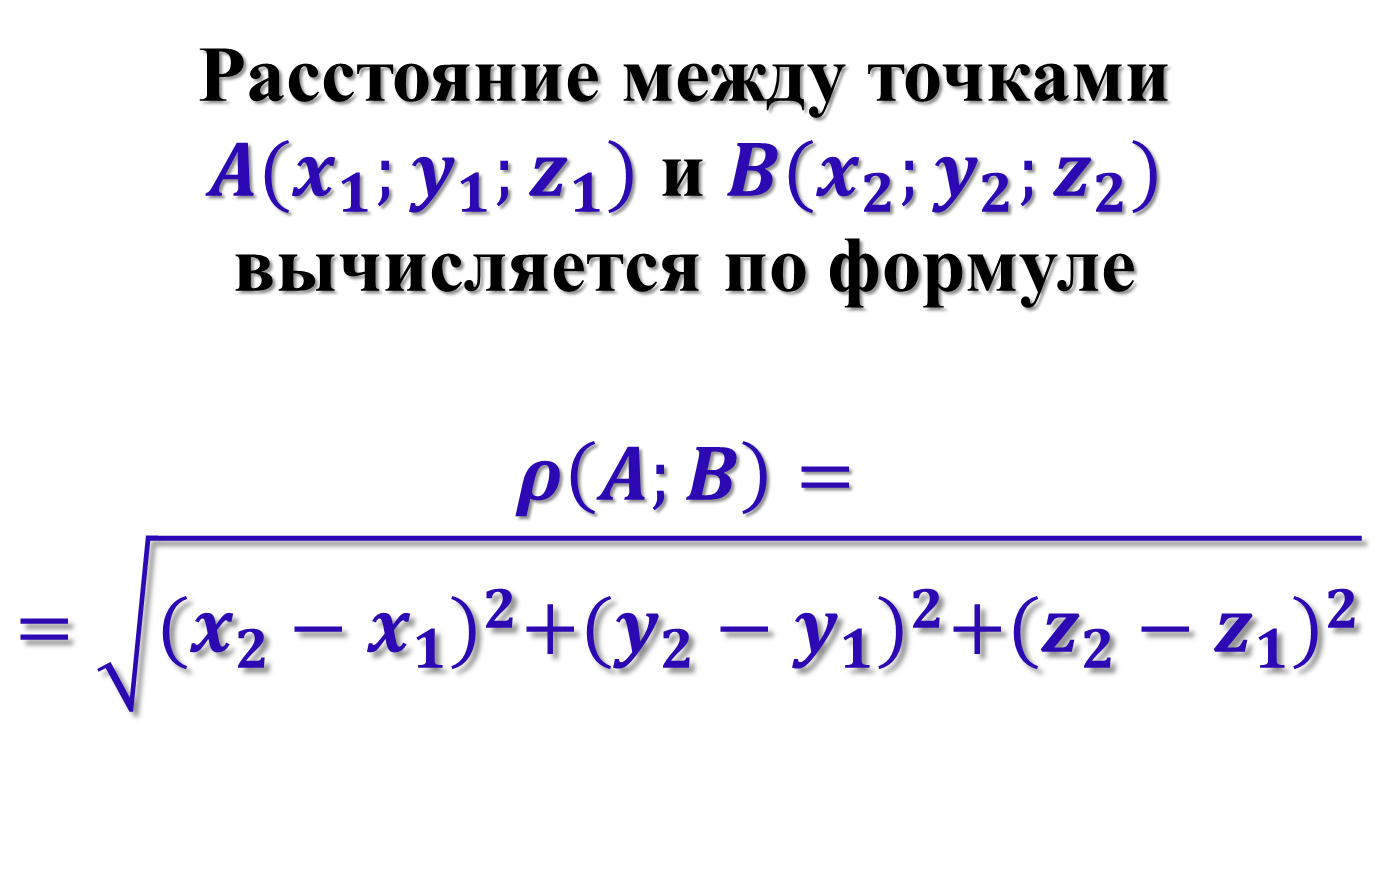 Расстояние между точками
A(x₁; y₁; z₁) и B(x₂; y₂; z₂)
вычисляется по формуле
ρ(A; B) =
= √((x₂ − x₁)²+(y₂ − y₁)²+(z₂ − z₁)²)